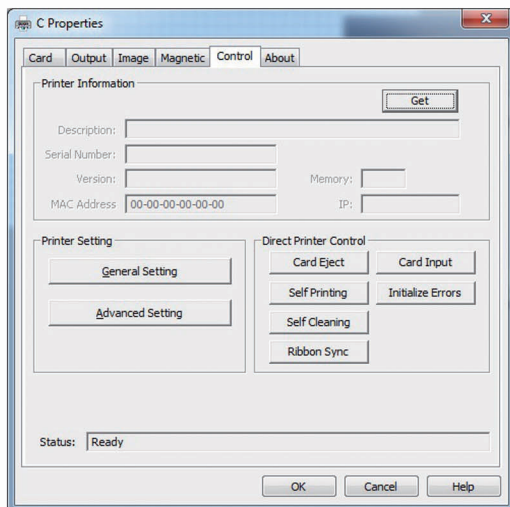 C Properties
Card Output Image Magnetic Control About
Printer Information
Get
Description:
Serial Number:
Version: Memory:
MAC Address 00-00-00-00-00-00 IP:
Printer Setting Direct Printer Control
General Setting Card Eject Card Input
Advanced Setting Self Printing Initialize Errors
Self Cleaning
Ribbon Sync
Status: Ready
OK Cancel Help